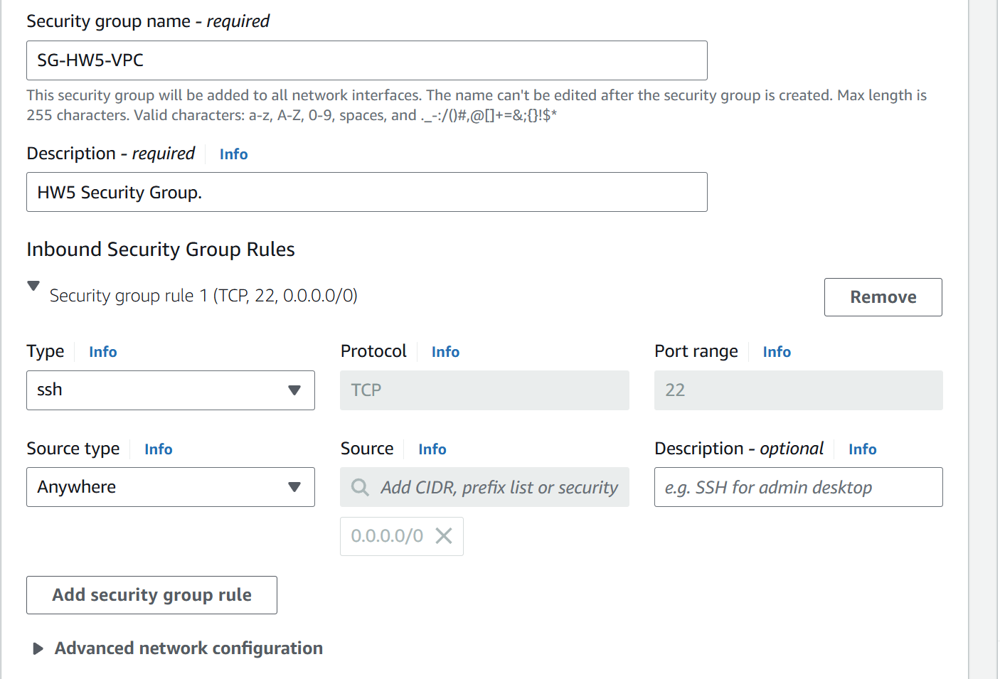 Security group name - required
SG-HW5-VPC
This security group will be added to all network interfaces. The name can't be edited after the security group is created. Max length is
255 characters. Valid characters: a-z, A-Z, 0-9, spaces, and ._-:/()#,@[]+=&;{}!$*
Description - required Info
HW5 Security Group.
Inbound Security Group Rules
Security group rule 1 (TCP, 22, 0.0.0.0/0) Remove
Type Info Protocol Info Port range Info
ssh TCP 22
Source type Info Source Info Description - optional Info
Anywhere Add CIDR, prefix list or security e.g. SSH for admin desktop
0.0.0.0/0
Add security group rule
Advanced network configuration